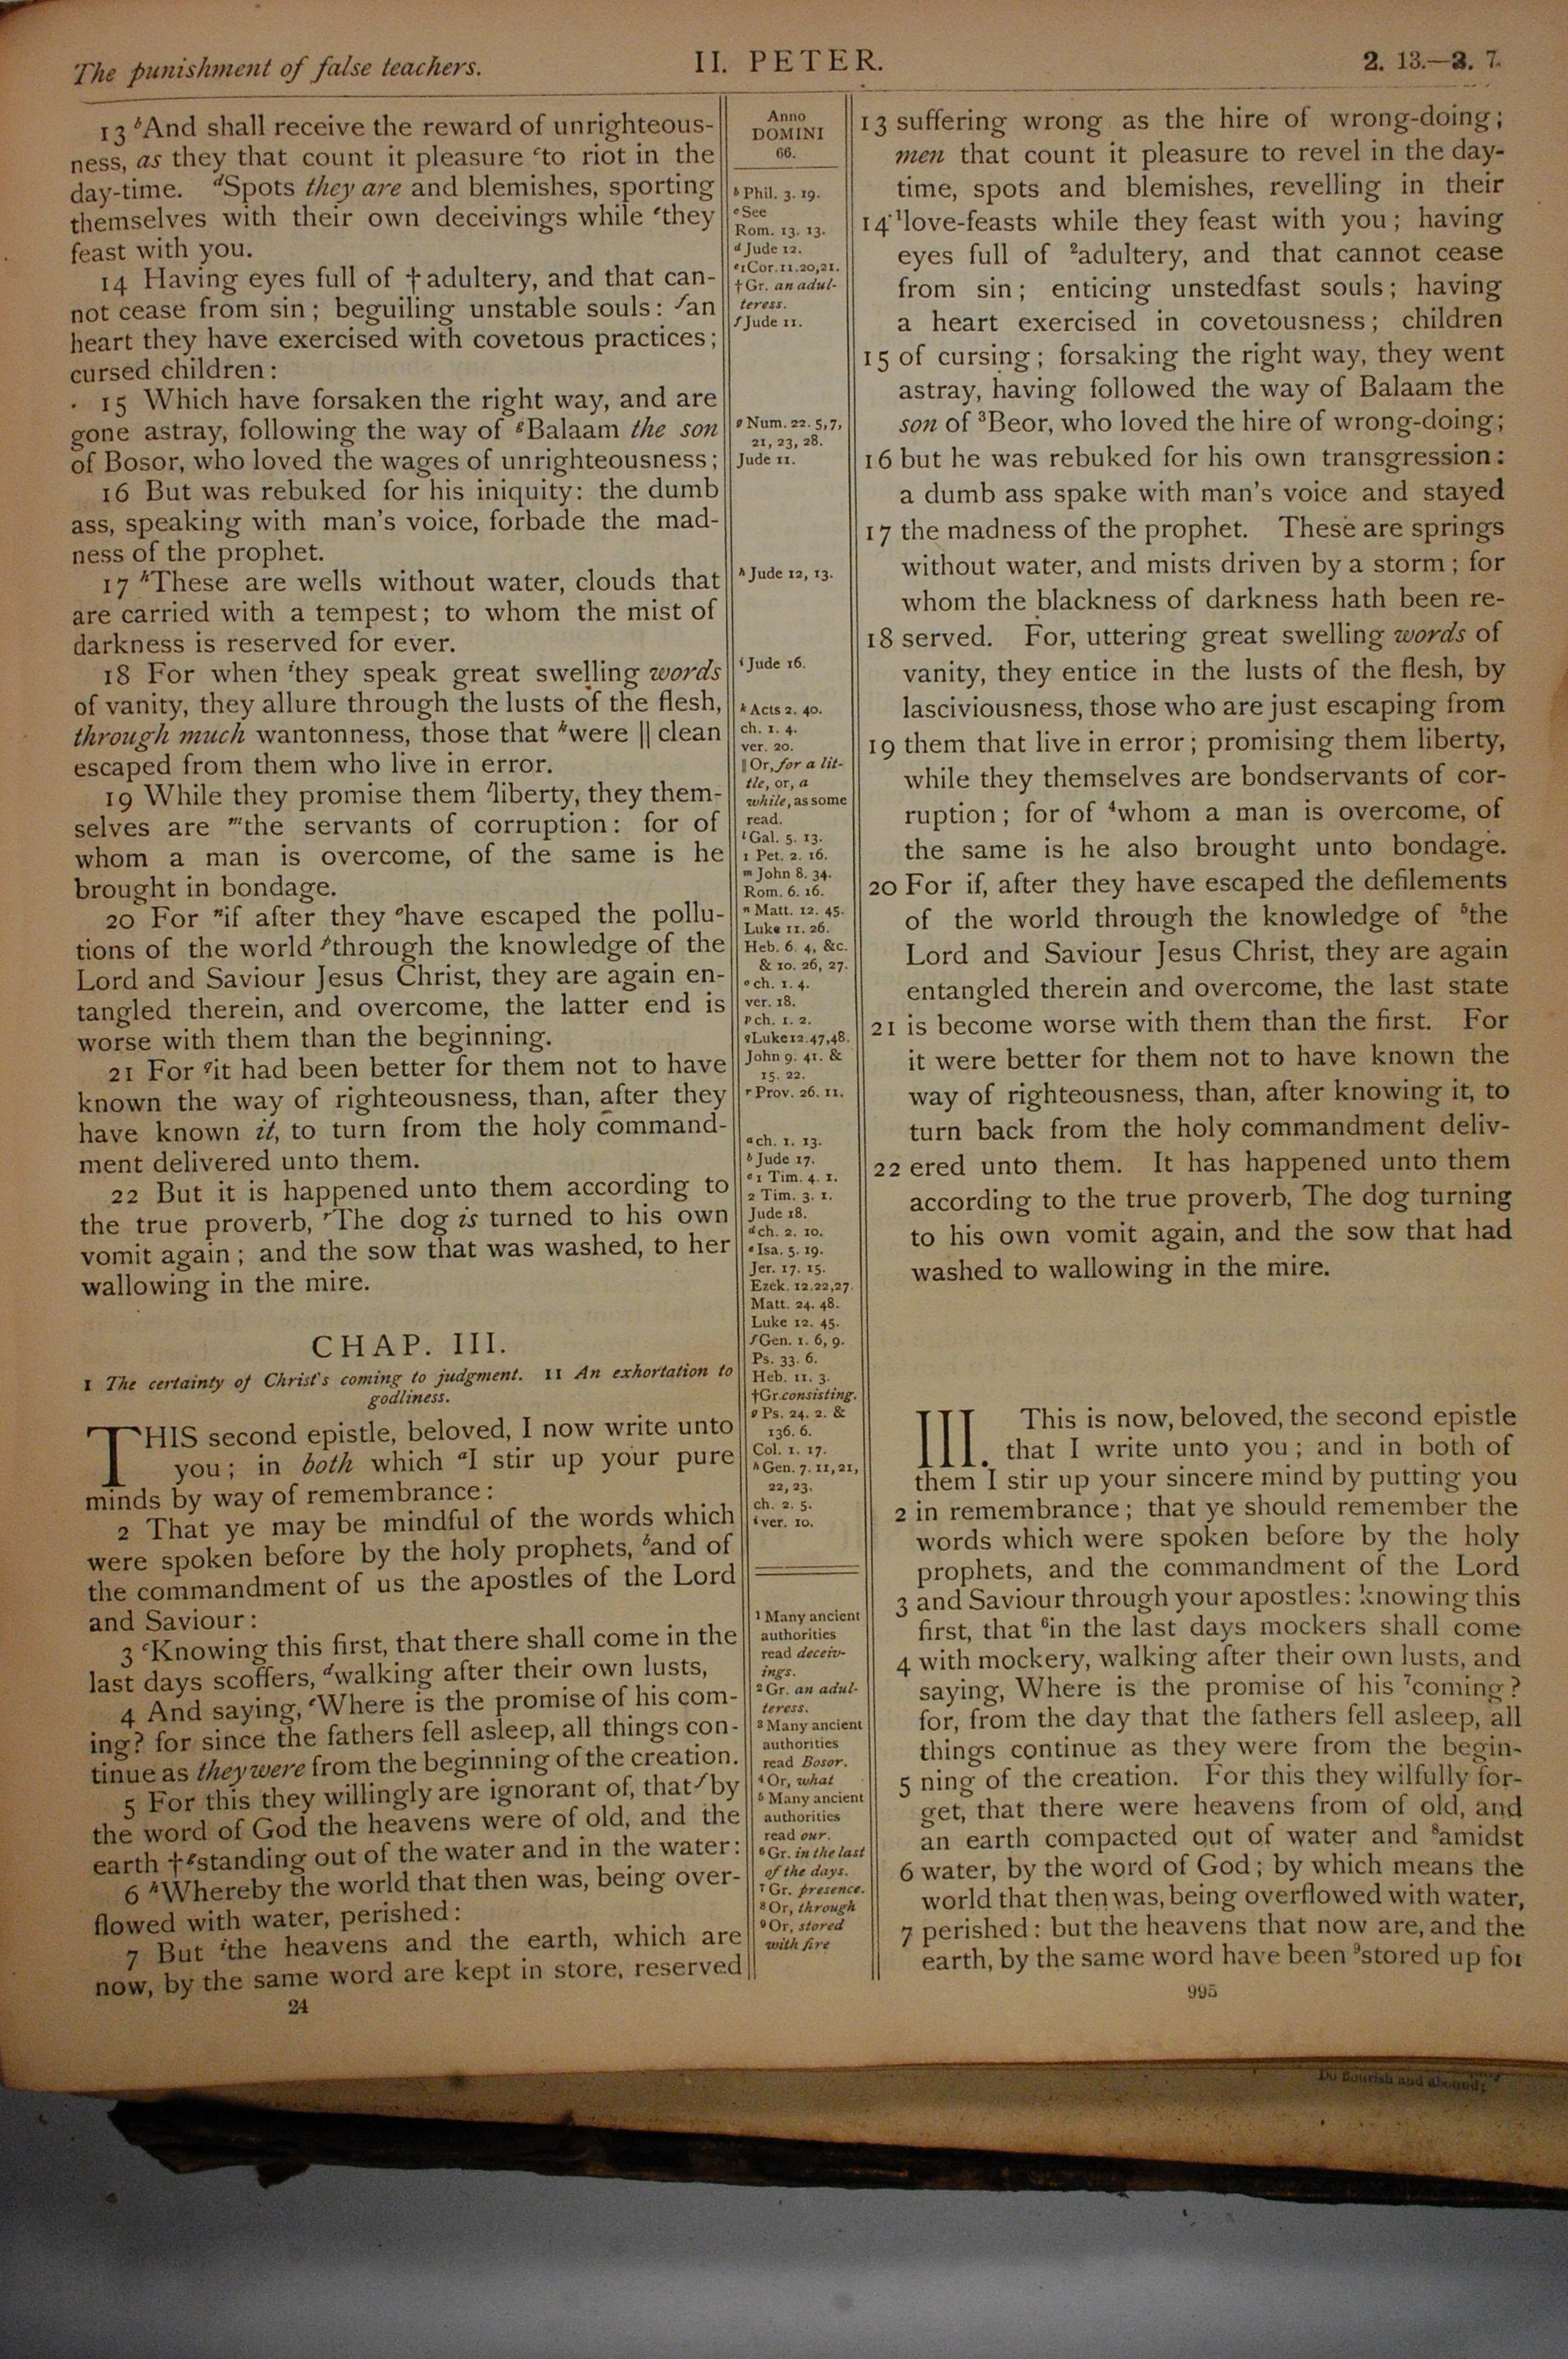 The punishment of false teachers.
II. PETER.
2. 13.—3. 7.
13 bAnd shall receive the reward of unrighteous-
ness, as they that count it pleasure cto riot in the
day-time. dSpots they are and blemishes, sporting
themselves with their own deceivings while ethey
feast with you.
14 Having eyes full of †adultery, and that can-
not cease from sin; beguiling unstable souls: fan
heart they have exercised with covetous practices;
cursed children:
15 Which have forsaken the right way, and are
gone astray, following the way of gBalaam the son
of Bosor, who loved the wages of unrighteousness;
16 But was rebuked for his iniquity: the dumb
ass, speaking with man's voice, forbade the mad-
ness of the prophet.
17 hThese are wells without water, clouds that
are carried with a tempest; to whom the mist of
darkness is reserved for ever.
18 For when ithey speak great swelling words
of vanity, they allure through the lusts of the flesh,
through much wantonness, those that kwere || clean
escaped from them who live in error.
19 While they promise them lliberty, they them-
selves are mthe servants of corruption: for of
whom a man is overcome, of the same is he
brought in bondage.
20 For nif after they ohave escaped the pollu-
tions of the world pthrough the knowledge of the
Lord and Saviour Jesus Christ, they are again en-
tangled therein, and overcome, the latter end is
worse with them than the beginning.
21 For qit had been better for them not to have
known the way of righteousness, than, after they
have known it, to turn from the holy command-
ment delivered unto them.
22 But it is happened unto them according to
the true proverb, rThe dog is turned to his own
vomit again; and the sow that was washed, to her
wallowing in the mire.
CHAP. III.
1 The certainty of Christ's coming to judgment. 11 An exhortation to
godliness.
THIS second epistle, beloved, I now write unto
you; in both which aI stir up your pure
minds by way of remembrance:
2 That ye may be mindful of the words which
were spoken before by the holy prophets, band of
the commandment of us the apostles of the Lord
and Saviour:
3 cKnowing this first, that there shall come in the
last days scoffers, dwalking after their own lusts,
4 And saying, eWhere is the promise of his com-
ing? for since the fathers fell asleep, all things con-
tinue as they were from the beginning of the creation.
5 For this they willingly are ignorant of, that fby
the word of God the heavens were of old, and the
earth †gstanding out of the water and in the water:
6 hWhereby the world that then was, being over-
flowed with water, perished:
7 But ithe heavens and the earth, which are
now, by the same word are kept in store, reserved
24
Anno
DOMINI
66.
b Phil. 3. 19.
c See
Rom. 13. 13.
d Jude 12.
e 1 Cor. 11. 20, 21.
†Gr. an adul-
teress.
f Jude 11.
g Num. 22. 5, 7,
21, 23, 28.
Jude 11.
h Jude 12, 13.
i Jude 16.
k Acts 2. 40.
ch. 1. 4.
ver. 20.
|| Or, for a lit-
tle, or, a
while, as some
read.
l Gal. 5. 13.
1 Pet. 2. 16.
m John 8. 34.
Rom. 6. 16.
n Matt. 12. 45.
Luke 11. 26.
Heb. 6. 4, &c.
& 10. 26, 27.
o ch. 1. 4.
ver. 18.
p ch. 1. 2.
q Luke 12. 47, 48.
John 9. 41. &
15. 22.
r Prov. 26. 11.
a ch. 1. 13.
b Jude 17.
c 1 Tim. 4. 1.
2 Tim. 3. 1.
Jude 18.
d ch. 2. 10.
e Isa. 5. 19.
Jer. 17. 15.
Ezek. 12. 22, 27.
Matt. 24. 48.
Luke 12. 45.
f Gen. 1. 6, 9.
Ps. 33. 6.
Heb. 11. 3.
†Gr. consisting.
g Ps. 24. 2. &
136. 6.
Col. 1. 17.
h Gen. 7. 11, 21,
22, 23.
ch. 2. 5.
i ver. 10.
1 Many ancient
authorities
read deceiv-
ings.
2 Gr. an adul-
teress.
3 Many ancient
authorities
read Bosor.
4 Or, what
5 Many ancient
authorities
read our.
6 Gr. in the last
of the days.
7 Gr. presence.
8 Or, through
9 Or, stored
with fire
13 suffering wrong as the hire of wrong-doing;
men that count it pleasure to revel in the day-
time, spots and blemishes, revelling in their
14 1love-feasts while they feast with you; having
eyes full of 2adultery, and that cannot cease
from sin; enticing unstedfast souls; having
a heart exercised in covetousness; children
15 of cursing; forsaking the right way, they went
astray, having followed the way of Balaam the
son of 3Beor, who loved the hire of wrong-doing;
16 but he was rebuked for his own transgression:
a dumb ass spake with man's voice and stayed
17 the madness of the prophet. These are springs
without water, and mists driven by a storm; for
whom the blackness of darkness hath been re-
18 served. For, uttering great swelling words of
vanity, they entice in the lusts of the flesh, by
lasciviousness, those who are just escaping from
19 them that live in error; promising them liberty,
while they themselves are bondservants of cor-
ruption; for of 4whom a man is overcome, of
the same is he also brought unto bondage.
20 For if, after they have escaped the defilements
of the world through the knowledge of 5the
Lord and Saviour Jesus Christ, they are again
entangled therein and overcome, the last state
21 is become worse with them than the first. For
it were better for them not to have known the
way of righteousness, than, after knowing it, to
turn back from the holy commandment deliv-
22 ered unto them. It has happened unto them
according to the true proverb, The dog turning
to his own vomit again, and the sow that had
washed to wallowing in the mire.
III. This is now, beloved, the second epistle
that I write unto you; and in both of
them I stir up your sincere mind by putting you
2 in remembrance; that ye should remember the
words which were spoken before by the holy
prophets, and the commandment of the Lord
3 and Saviour through your apostles: knowing this
first, that 6in the last days mockers shall come
4 with mockery, walking after their own lusts, and
saying, Where is the promise of his 7coming?
for, from the day that the fathers fell asleep, all
things continue as they were from the begin-
5 ning of the creation. For this they wilfully for-
get, that there were heavens from of old, and
an earth compacted out of water and 8amidst
6 water, by the word of God; by which means the
world that then was, being overflowed with water,
7 perished: but the heavens that now are, and the
earth, by the same word have been 9stored up for
995
Do flourish and abound;